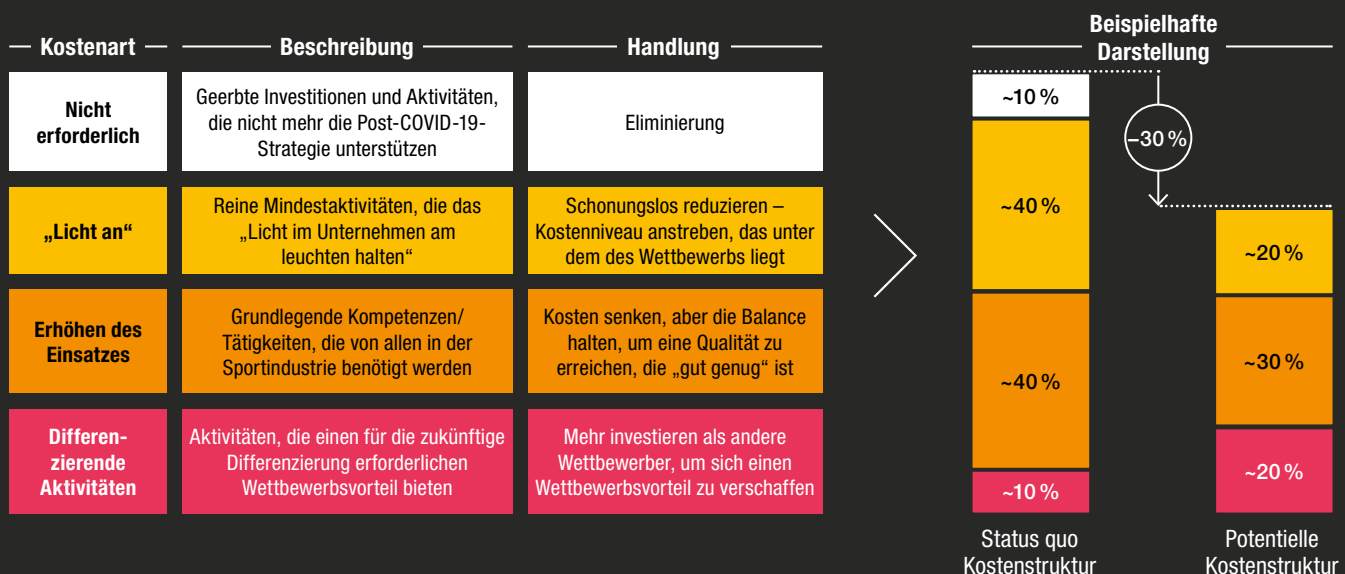 Kostenart
Beschreibung
Handlung
Nicht
erforderlich
Geerbte Investitionen und Aktivitäten,
die nicht mehr die Post-COVID-19-
Strategie unterstützen
Eliminierung
„Licht an“
Reine Mindestaktivitäten, die das
„Licht im Unternehmen am
leuchten halten“
Schonungslos reduzieren –
Kostenniveau anstreben, das unter
dem des Wettbewerbs liegt
Erhöhen des
Einsatzes
Grundlegende Kompetenzen/
Tätigkeiten, die von allen in der
Sportindustrie benötigt werden
Kosten senken, aber die Balance
halten, um eine Qualität zu
erreichen, die „gut genug“ ist
Differen-
zierende
Aktivitäten
Aktivitäten, die einen für die zukünftige
Differenzierung erforderlichen
Wettbewerbsvorteil bieten
Mehr investieren als andere
Wettbewerber, um sich einen
Wettbewerbsvorteil zu verschaffen
Beispielhafte
Darstellung
~10 %
~40 %
~40 %
~10 %
Status quo
Kostenstruktur
–30 %
~20 %
~30 %
~20 %
Potentielle
Kostenstruktur